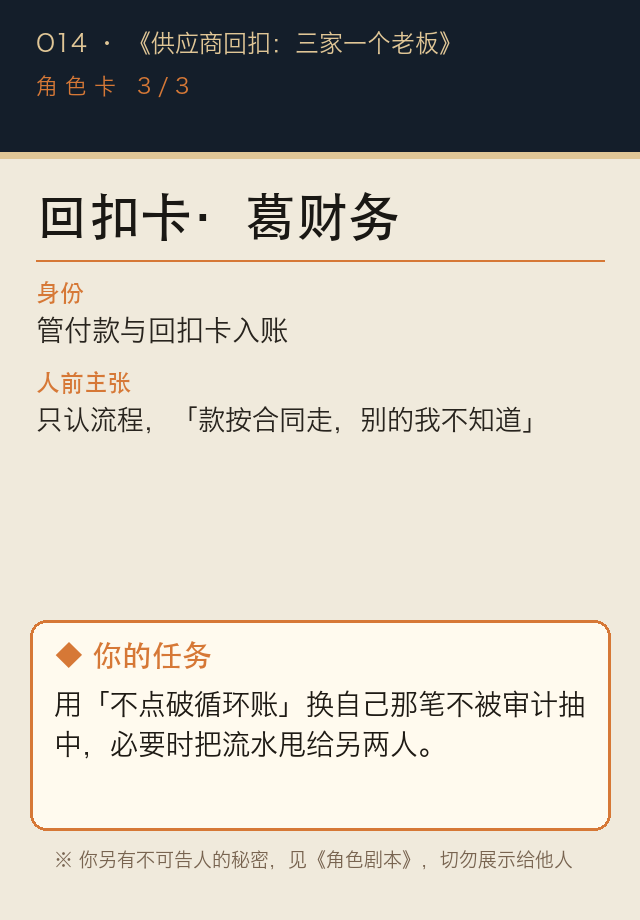 014 · 《供应商回扣：三家一个老板》
角色卡 3/3
回扣卡· 葛财务
身份
管付款与回扣卡入账
人前主张
只认流程，「款按合同走，别的我不知道」
◆ 你的任务
用「不点破循环账」换自己那笔不被审计抽
中，必要时把流水甩给另两人。
※ 你另有不可告人的秘密，见《角色剧本》，切勿展示给他人